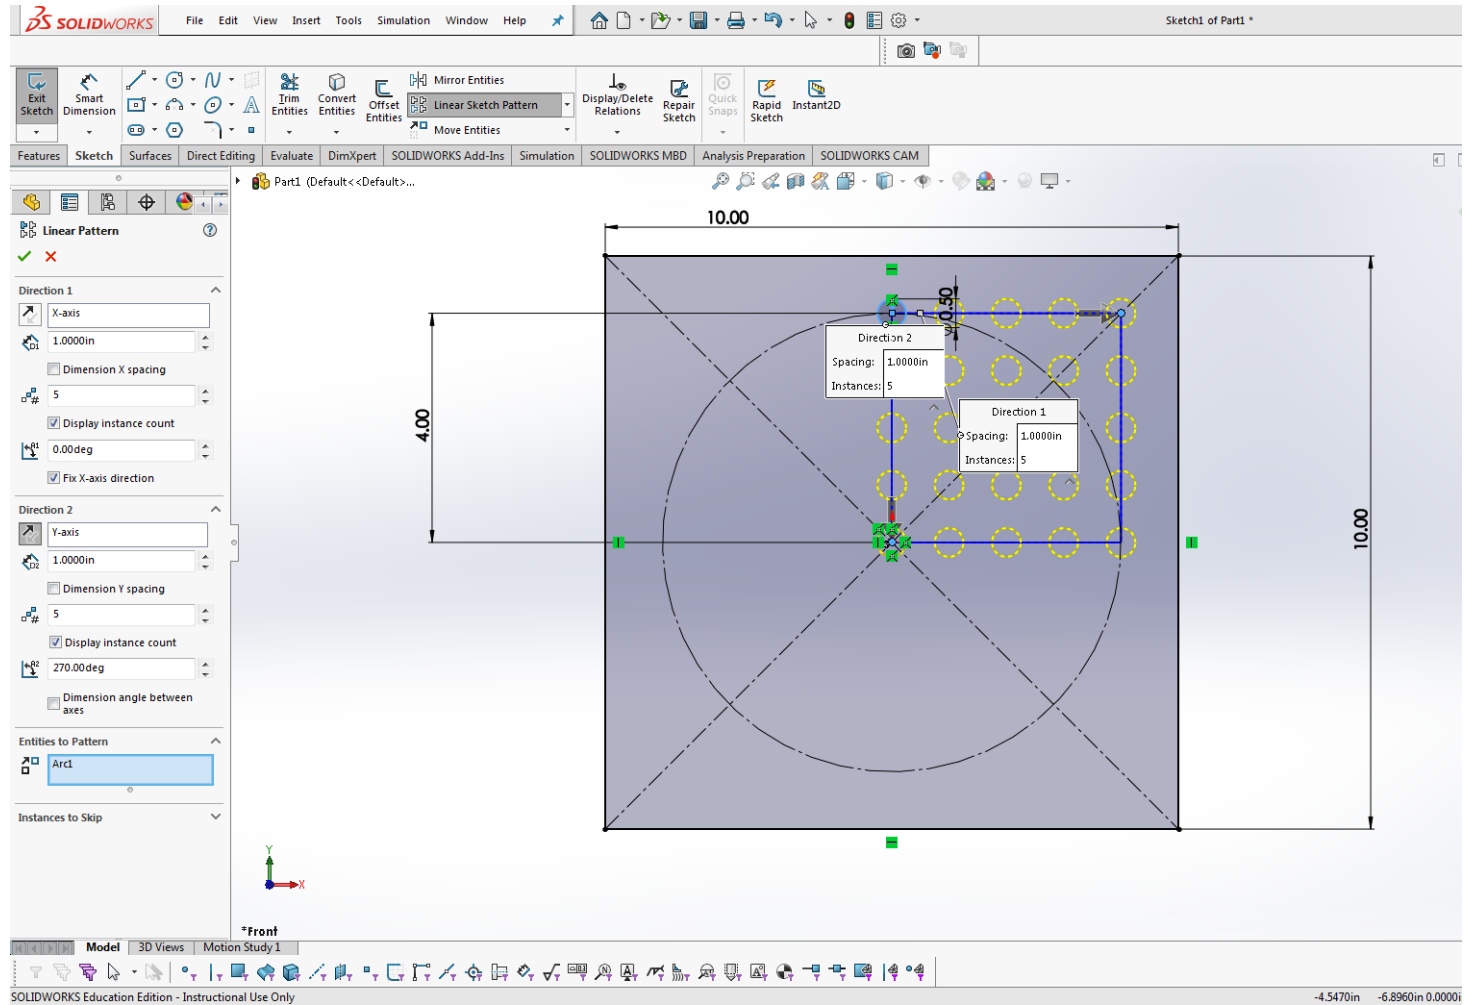 SOLIDWORKS File Edit View Insert Tools Simulation Window Help Sketch1 of Part1 *
Exit Sketch
Smart Dimension
Trim Entities
Convert Entities
Offset Entities
Mirror Entities
Linear Sketch Pattern
Move Entities
Display/Delete Relations
Repair Sketch
Quick Snaps
Rapid Sketch
Instant2D
Features Sketch Surfaces Direct Editing Evaluate DimXpert SOLIDWORKS Add-Ins Simulation SOLIDWORKS MBD Analysis Preparation SOLIDWORKS CAM
Part1 (Default<<Default>...
Linear Pattern
Direction 1
X-axis
1.0000in
Dimension X spacing
5
Display instance count
0.00deg
Fix X-axis direction
Direction 2
Y-axis
1.0000in
Dimension Y spacing
5
Display instance count
270.00deg
Dimension angle between
axes
Entities to Pattern
Arc1
Instances to Skip
10.00
0.50
4.00
10.00
Direction 2
Spacing: 1.0000in
Instances: 5
Direction 1
Spacing: 1.0000in
Instances: 5
Y
X
*Front
Model 3D Views Motion Study 1
SOLIDWORKS Education Edition - Instructional Use Only
-4.5470in -6.8960in 0.0000i